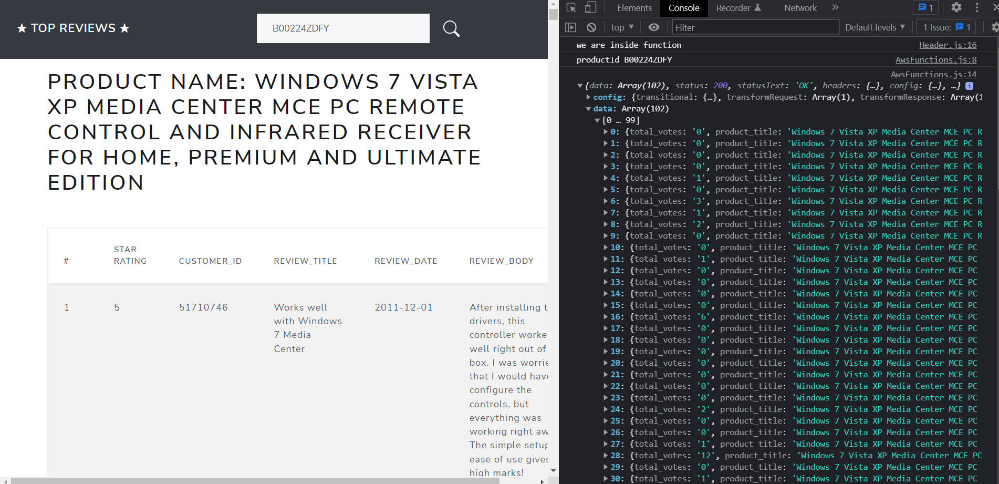 ★ TOP REVIEWS ★
B00224ZDFY
PRODUCT NAME: WINDOWS 7 VISTA
XP MEDIA CENTER MCE PC REMOTE
CONTROL AND INFRARED RECEIVER
FOR HOME, PREMIUM AND ULTIMATE
EDITION
# STAR RATING CUSTOMER_ID REVIEW_TITLE REVIEW_DATE REVIEW_BODY
1 5 51710746 Works well 2011-12-01 After installing t
with Windows drivers, this
7 Media controller worke
Center well right out of
box. I was worrie
that I would have
configure the
controls, but
everything was
working right aw
The simple setup
ease of use gives
high marks!
Elements Console Recorder Network » 1
top ▼ Filter Default levels ▼ 1 Issue: 1
we are inside function Header.js:16
productId B00224ZDFY AwsFunctions.js:8
AwsFunctions.js:14
{data: Array(102), status: 200, statusText: 'OK', headers: {…}, config: {…}, …} i
config: {transitional: {…}, transformRequest: Array(1), transformResponse: Array(1
data: Array(102)
[0 … 99]
0: {total_votes: '0', product_title: 'Windows 7 Vista XP Media Center MCE PC R
1: {total_votes: '0', product_title: 'Windows 7 Vista XP Media Center MCE PC R
2: {total_votes: '0', product_title: 'Windows 7 Vista XP Media Center MCE PC R
3: {total_votes: '0', product_title: 'Windows 7 Vista XP Media Center MCE PC R
4: {total_votes: '1', product_title: 'Windows 7 Vista XP Media Center MCE PC R
5: {total_votes: '0', product_title: 'Windows 7 Vista XP Media Center MCE PC R
6: {total_votes: '3', product_title: 'Windows 7 Vista XP Media Center MCE PC R
7: {total_votes: '1', product_title: 'Windows 7 Vista XP Media Center MCE PC R
8: {total_votes: '2', product_title: 'Windows 7 Vista XP Media Center MCE PC R
9: {total_votes: '0', product_title: 'Windows 7 Vista XP Media Center MCE PC R
10: {total_votes: '0', product_title: 'Windows 7 Vista XP Media Center MCE PC
11: {total_votes: '1', product_title: 'Windows 7 Vista XP Media Center MCE PC
12: {total_votes: '0', product_title: 'Windows 7 Vista XP Media Center MCE PC
13: {total_votes: '0', product_title: 'Windows 7 Vista XP Media Center MCE PC
14: {total_votes: '0', product_title: 'Windows 7 Vista XP Media Center MCE PC
15: {total_votes: '0', product_title: 'Windows 7 Vista XP Media Center MCE PC
16: {total_votes: '6', product_title: 'Windows 7 Vista XP Media Center MCE PC
17: {total_votes: '0', product_title: 'Windows 7 Vista XP Media Center MCE PC
18: {total_votes: '0', product_title: 'Windows 7 Vista XP Media Center MCE PC
19: {total_votes: '0', product_title: 'Windows 7 Vista XP Media Center MCE PC
20: {total_votes: '0', product_title: 'Windows 7 Vista XP Media Center MCE PC
21: {total_votes: '0', product_title: 'Windows 7 Vista XP Media Center MCE PC
22: {total_votes: '0', product_title: 'Windows 7 Vista XP Media Center MCE PC
23: {total_votes: '0', product_title: 'Windows 7 Vista XP Media Center MCE PC
24: {total_votes: '2', product_title: 'Windows 7 Vista XP Media Center MCE PC
25: {total_votes: '0', product_title: 'Windows 7 Vista XP Media Center MCE PC
26: {total_votes: '0', product_title: 'Windows 7 Vista XP Media Center MCE PC
27: {total_votes: '1', product_title: 'Windows 7 Vista XP Media Center MCE PC
28: {total_votes: '12', product_title: 'Windows 7 Vista XP Media Center MCE PC
29: {total_votes: '0', product_title: 'Windows 7 Vista XP Media Center MCE PC
30: {total_votes: '1', product_title: 'Windows 7 Vista XP Media Center MCE PC